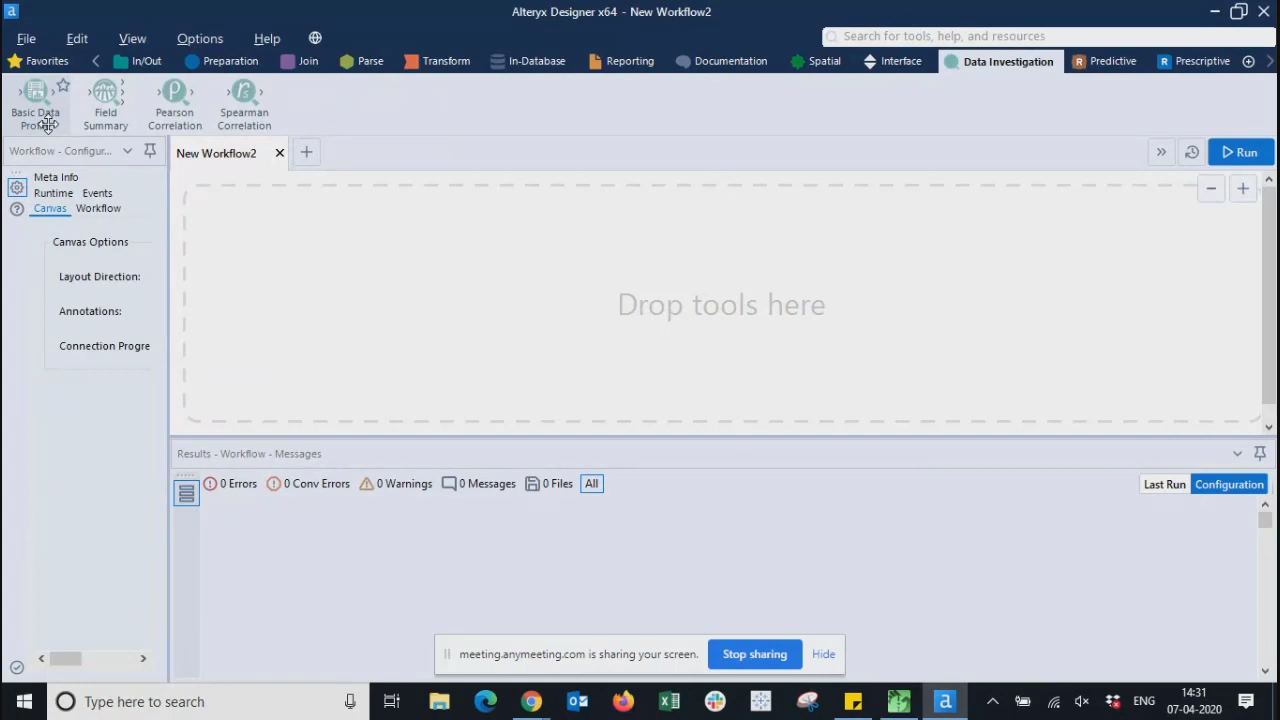 Alteryx Designer x64 - New Workflow2
File Edit View Options Help
Search for tools, help, and resources
Favorites In/Out Preparation Join Parse Transform In-Database Reporting Documentation Spatial Interface Data Investigation Predictive Prescriptive
Basic Data Field Pearson Spearman
Summary Correlation Correlation
Workflow - Configur... New Workflow2 Run
Meta Info
Runtime Events
Canvas Workflow
Canvas Options
Layout Direction:
Drop tools here
Annotations:
Connection Progre
Results - Workflow - Messages
0 Errors 0 Conv Errors 0 Warnings 0 Messages 0 Files All Last Run Configuration
meeting.anymeeting.com is sharing your screen. Stop sharing Hide
Type here to search
ENG
14:31
07-04-2020